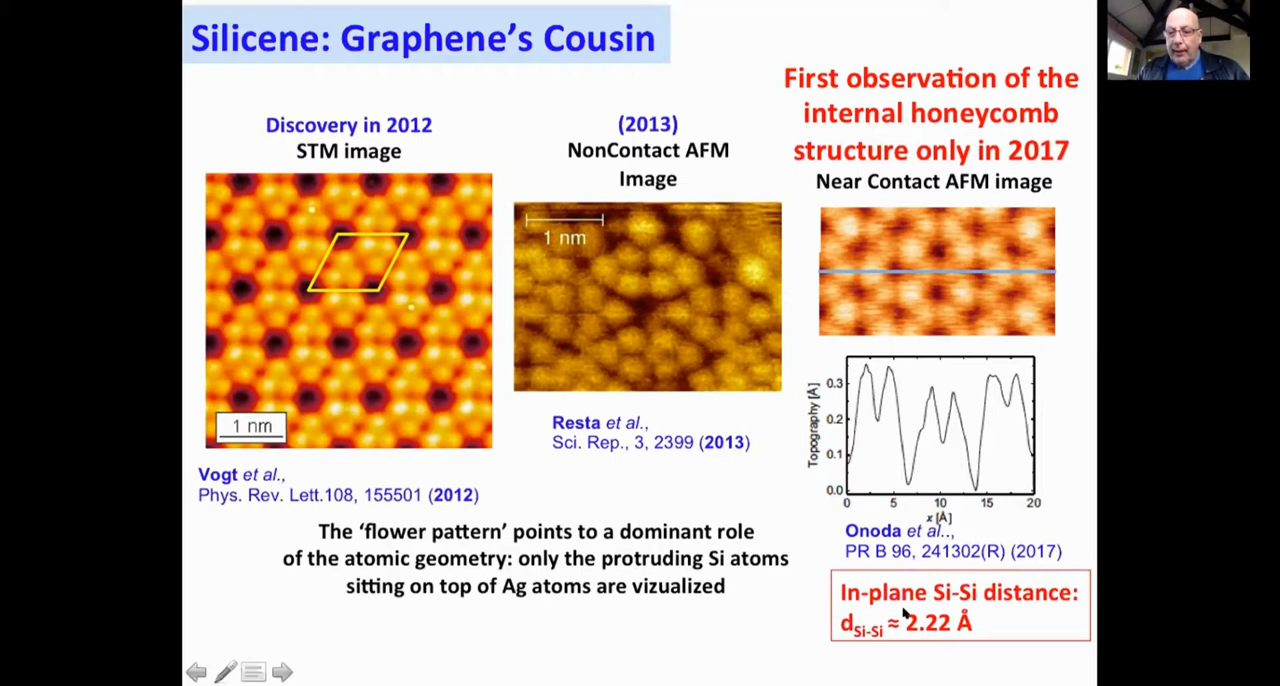 Silicene: Graphene's Cousin
Discovery in 2012
STM image
1 nm
Vogt et al.,
Phys. Rev. Lett.108, 155501 (2012)
(2013)
NonContact AFM
Image
1 nm
Resta et al.,
Sci. Rep., 3, 2399 (2013)
First observation of the
internal honeycomb
structure only in 2017
Near Contact AFM image
Topography [Å]
0.3
0.2
0.1
0.0
0 5 10 15 20
x [Å]
Onoda et al..,
PR B 96, 241302(R) (2017)
The 'flower pattern' points to a dominant role
of the atomic geometry: only the protruding Si atoms
sitting on top of Ag atoms are vizualized
In-plane Si-Si distance:
dSi-Si ≈ 2.22 Å